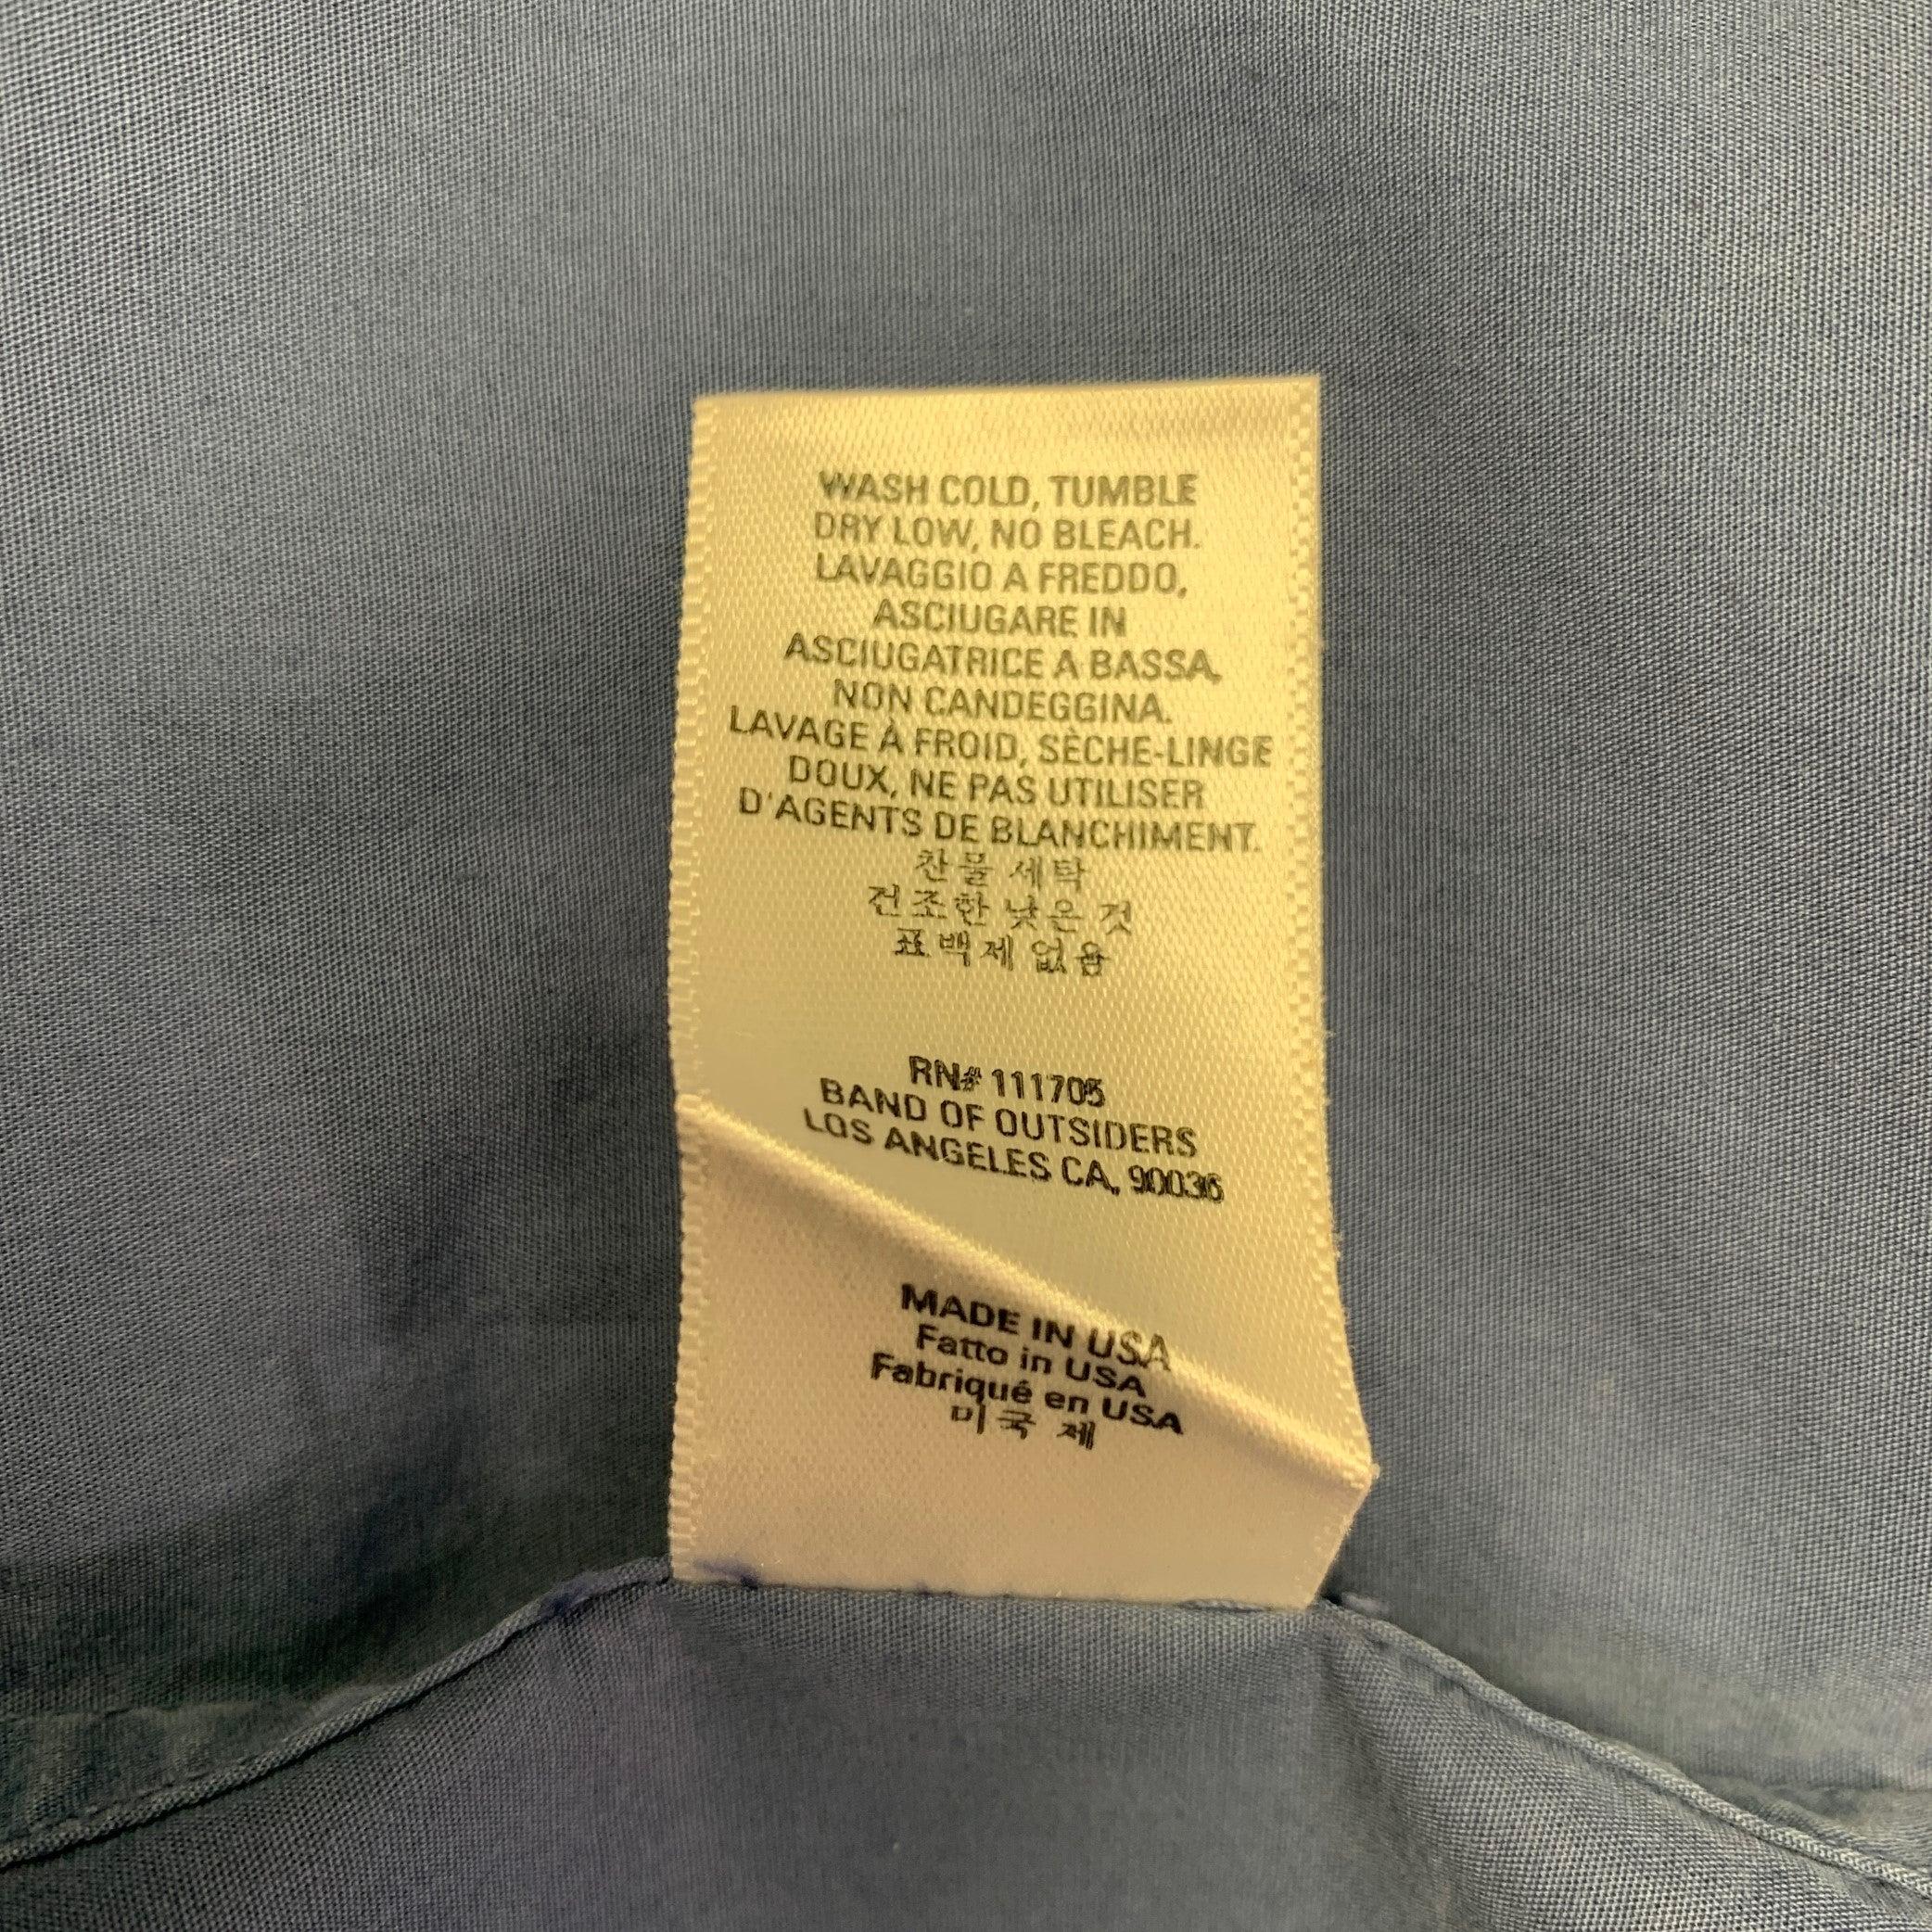 WASH COLD, TUMBLE
DRY LOW, NO BLEACH.
LAVAGGIO A FREDDO,
ASCIUGARE IN
ASCIUGATRICE A BASSA,
NON CANDEGGINA.
LAVAGE À FROID, SÈCHE-LINGE
DOUX, NE PAS UTILISER
D'AGENTS DE BLANCHIMENT.
찬물 세탁
건조한 낮은 것
표백제 없음
RN# 111705
BAND OF OUTSIDERS
LOS ANGELES CA, 90036
MADE IN USA
Fatto in USA
Fabriqué en USA
미국 제